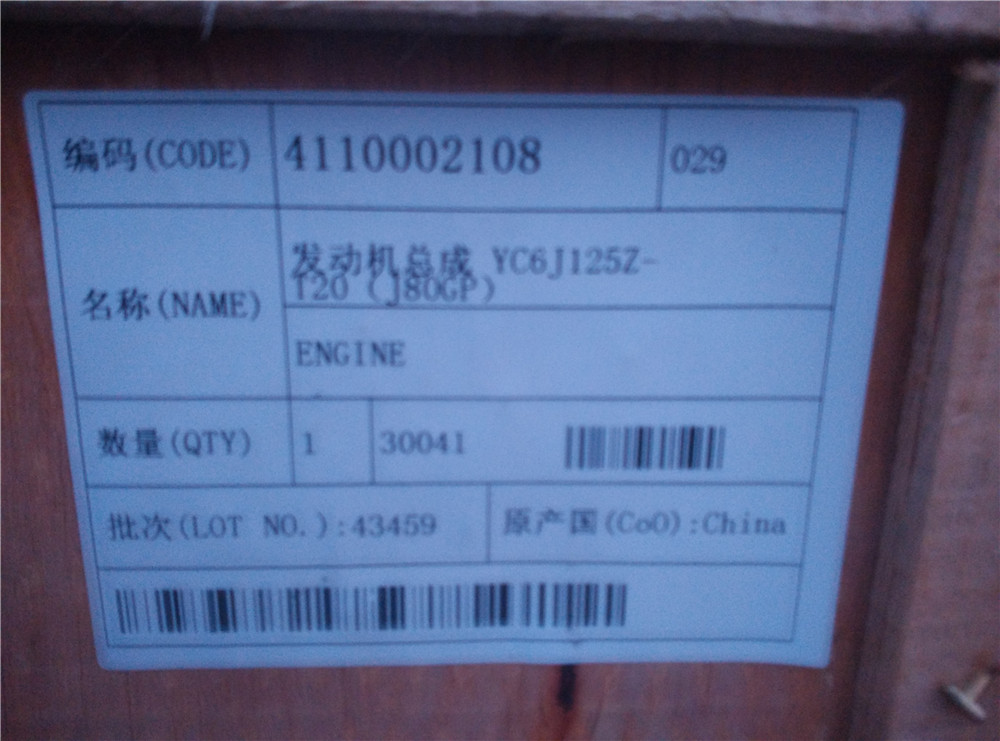 编码(CODE) 4110002108 029
名称(NAME)
发动机总成 YC6J125Z-
T20 (J80GP)
ENGINE
数量(QTY) 1 30041
批次(LOT NO.):43459 原产国(CoO):China